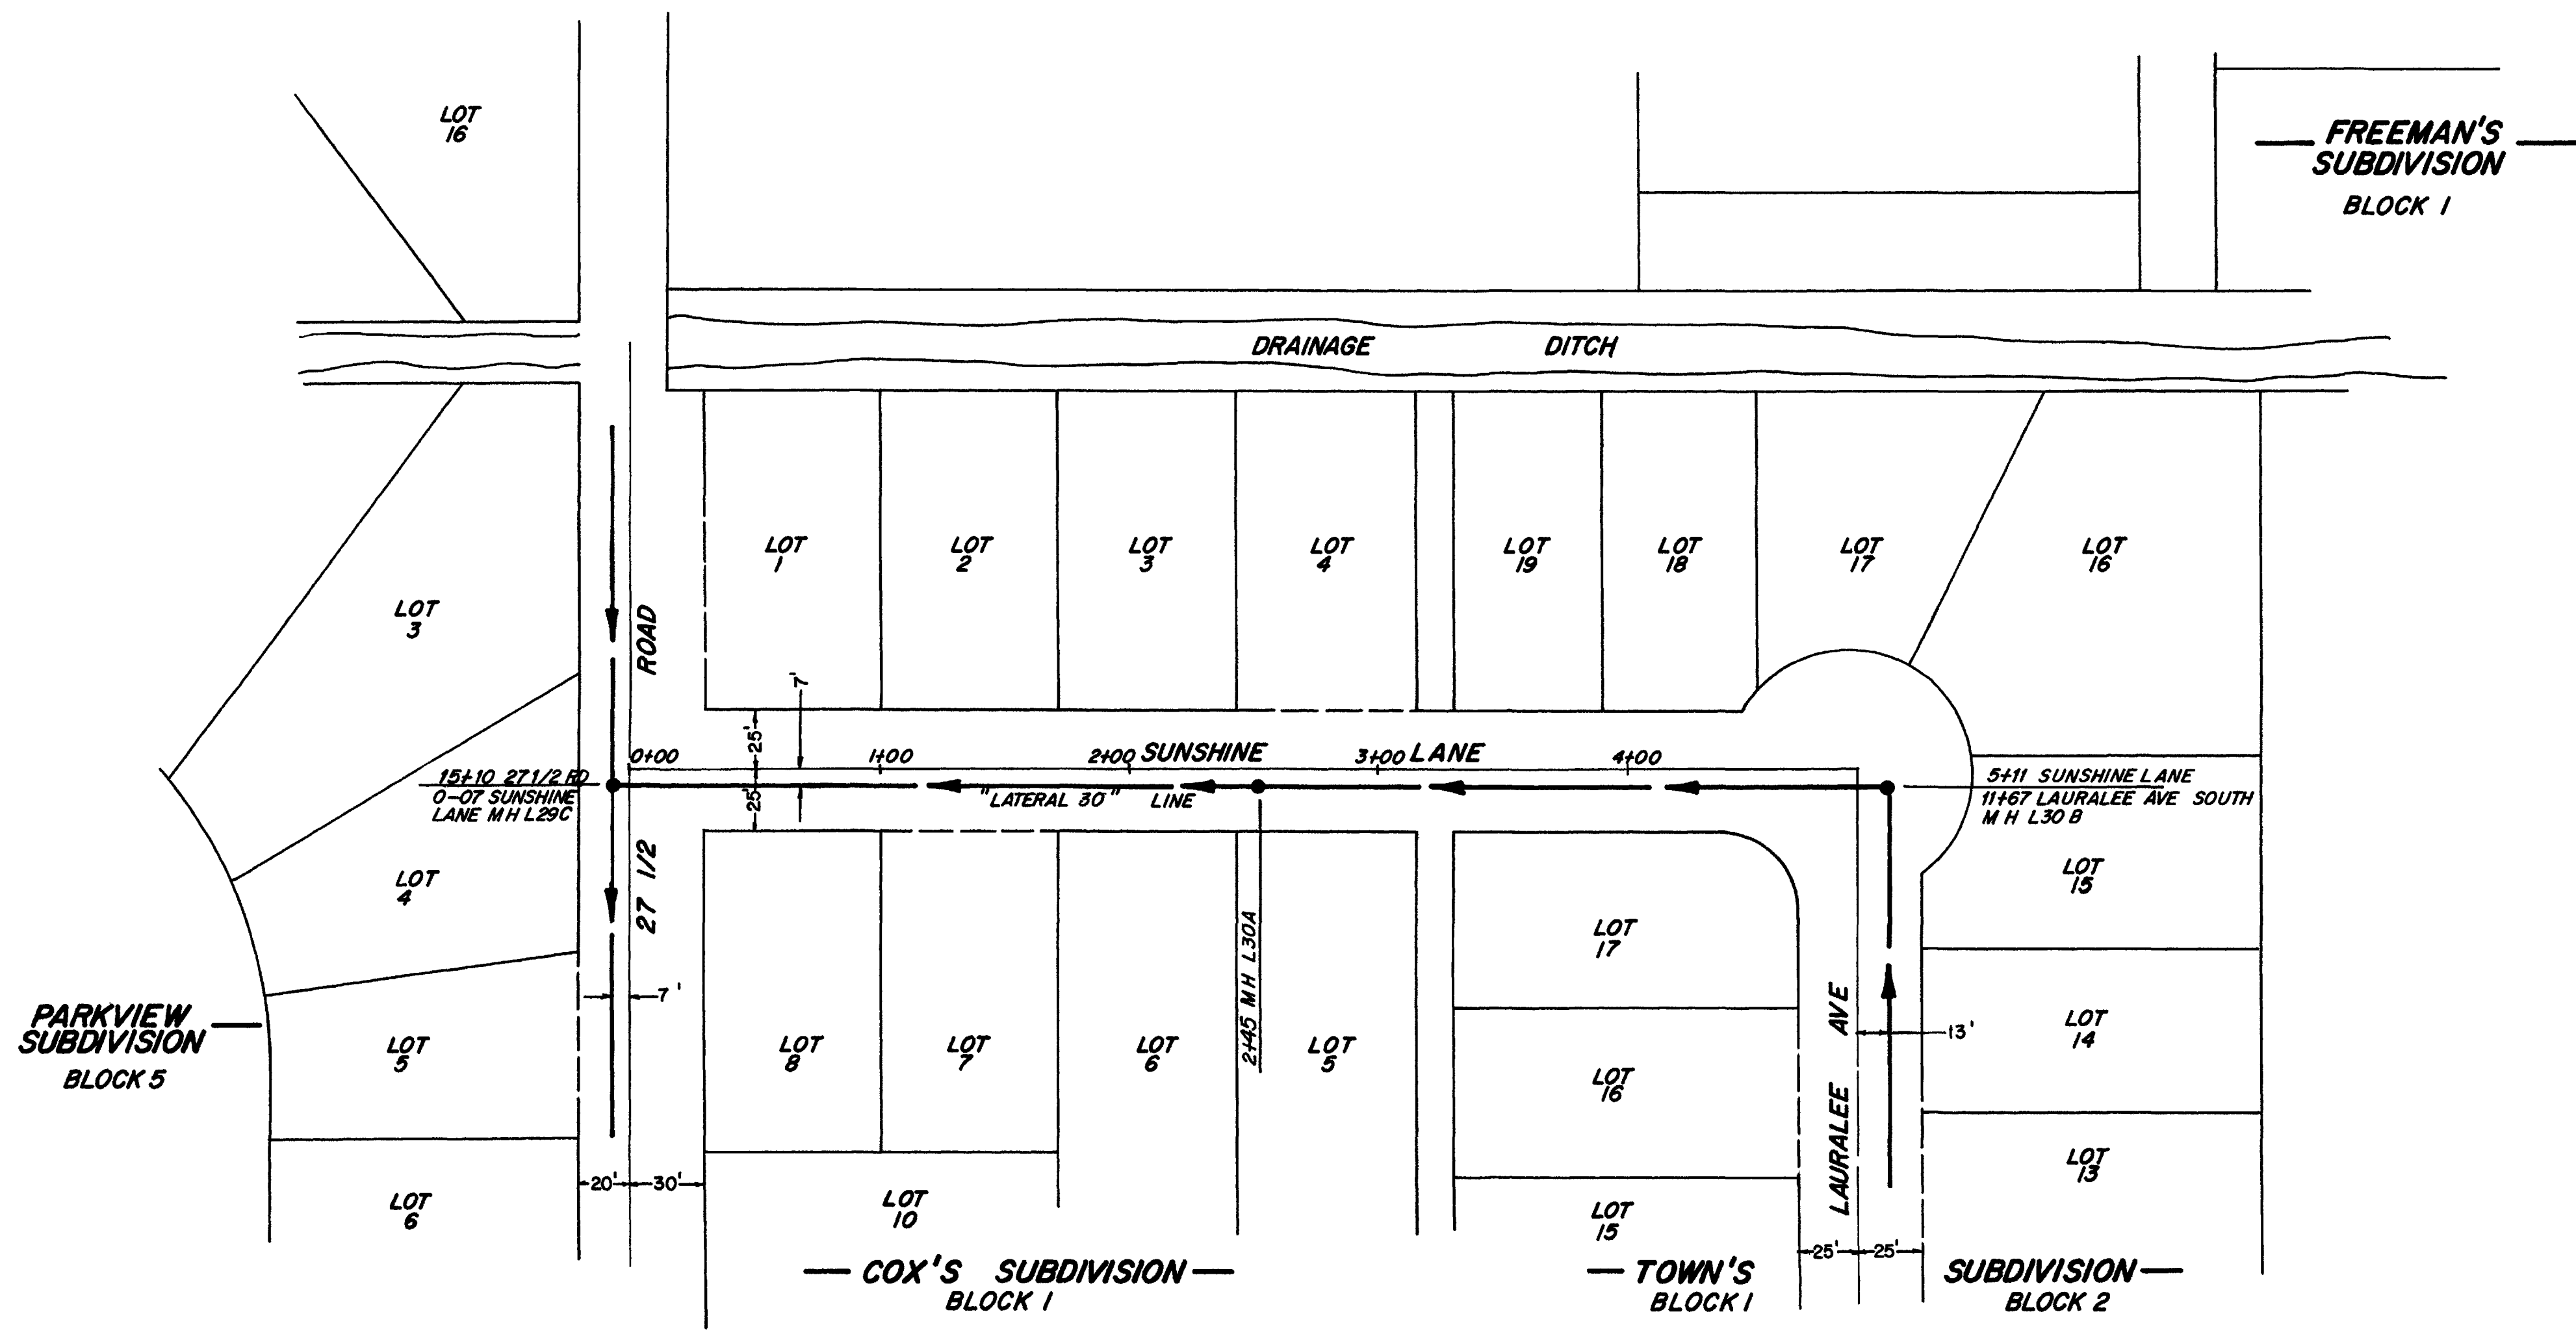 LOT
16
FREEMAN'S
SUBDIVISION
BLOCK 1
DRAINAGE DITCH
LOT
1
LOT
2
LOT
3
LOT
4
LOT
19
LOT
18
LOT
17
LOT
16
LOT
3
ROAD
7'
25'
0+00
1+00
2+00
SUNSHINE
3+00
LANE
4+00
15+10 27 1/2 RD
0-07 SUNSHINE
LANE MH L29C
25'
"LATERAL 30" LINE
5+11 SUNSHINE LANE
11+67 LAURALEE AVE SOUTH
MH L30B
LOT
4
27 1/2
LOT
15
LOT
17
2+45 MH L30A
7'
PARKVIEW
SUBDIVISION
BLOCK 5
LOT
5
LOT
8
LOT
7
LOT
6
LOT
5
LOT
16
LAURALEE AVE
13'
LOT
14
LOT
13
20'
30'
LOT
6
LOT
10
LOT
15
25'
25'
COX'S SUBDIVISION
BLOCK 1
TOWN'S
BLOCK 1
SUBDIVISION
BLOCK 2